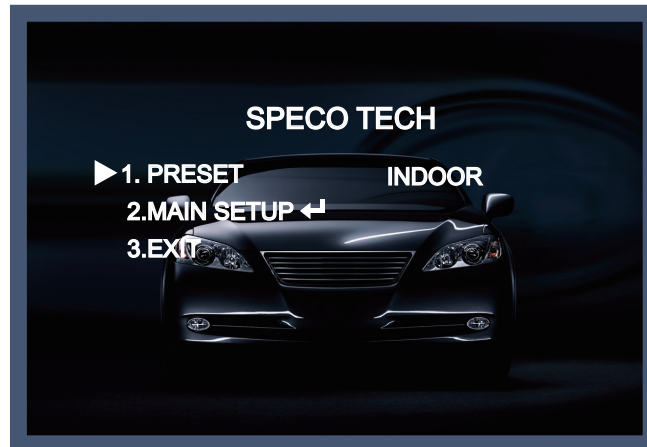 SPECO TECH
▶1. PRESET INDOOR
2.MAIN SETUP ↵
3.EXIT